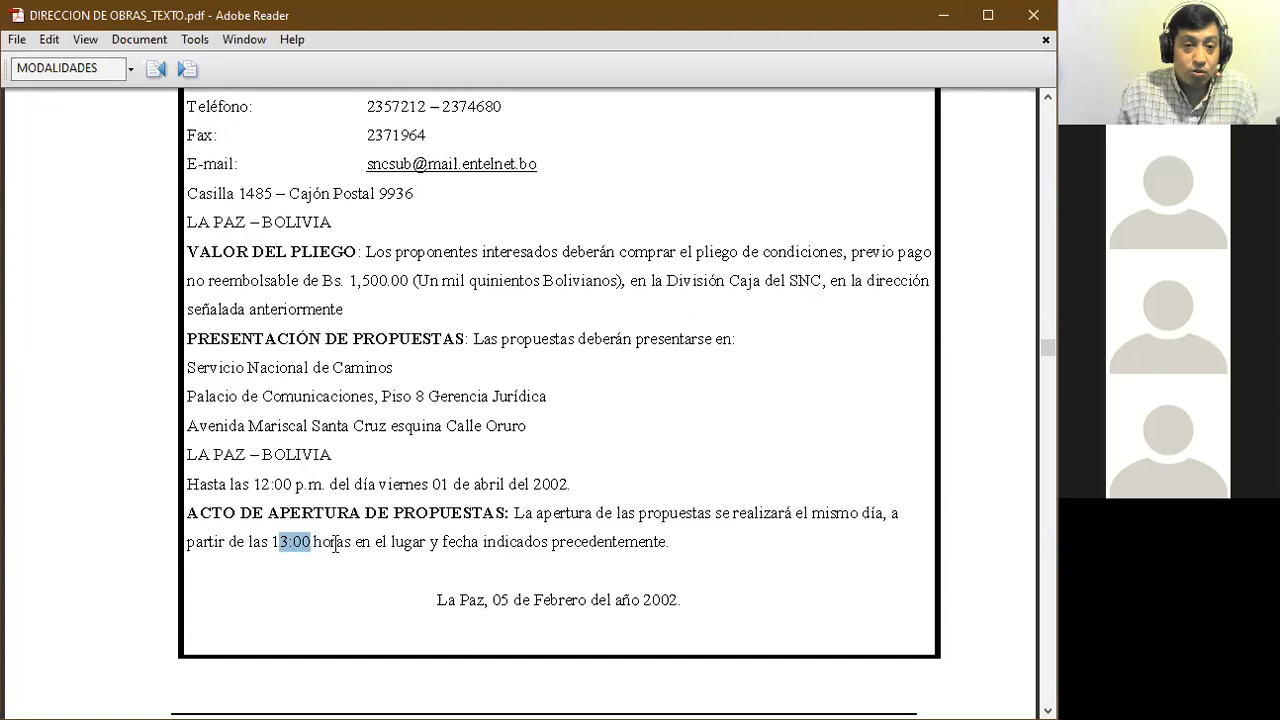 DIRECCION DE OBRAS_TEXTO.pdf - Adobe Reader
File Edit View Document Tools Window Help
MODALIDADES
Teléfono: 2357212 – 2374680
Fax: 2371964
E-mail: sncsub@mail.entelnet.bo
Casilla 1485 – Cajón Postal 9936
LA PAZ – BOLIVIA
VALOR DEL PLIEGO: Los proponentes interesados deberán comprar el pliego de condiciones, previo pago
no reembolsable de Bs. 1,500.00 (Un mil quinientos Bolivianos), en la División Caja del SNC, en la dirección
señalada anteriormente
PRESENTACIÓN DE PROPUESTAS: Las propuestas deberán presentarse en:
Servicio Nacional de Caminos
Palacio de Comunicaciones, Piso 8 Gerencia Jurídica
Avenida Mariscal Santa Cruz esquina Calle Oruro
LA PAZ – BOLIVIA
Hasta las 12:00 p.m. del día viernes 01 de abril del 2002.
ACTO DE APERTURA DE PROPUESTAS: La apertura de las propuestas se realizará el mismo día, a
partir de las 13:00 horas en el lugar y fecha indicados precedentemente.
La Paz, 05 de Febrero del año 2002.